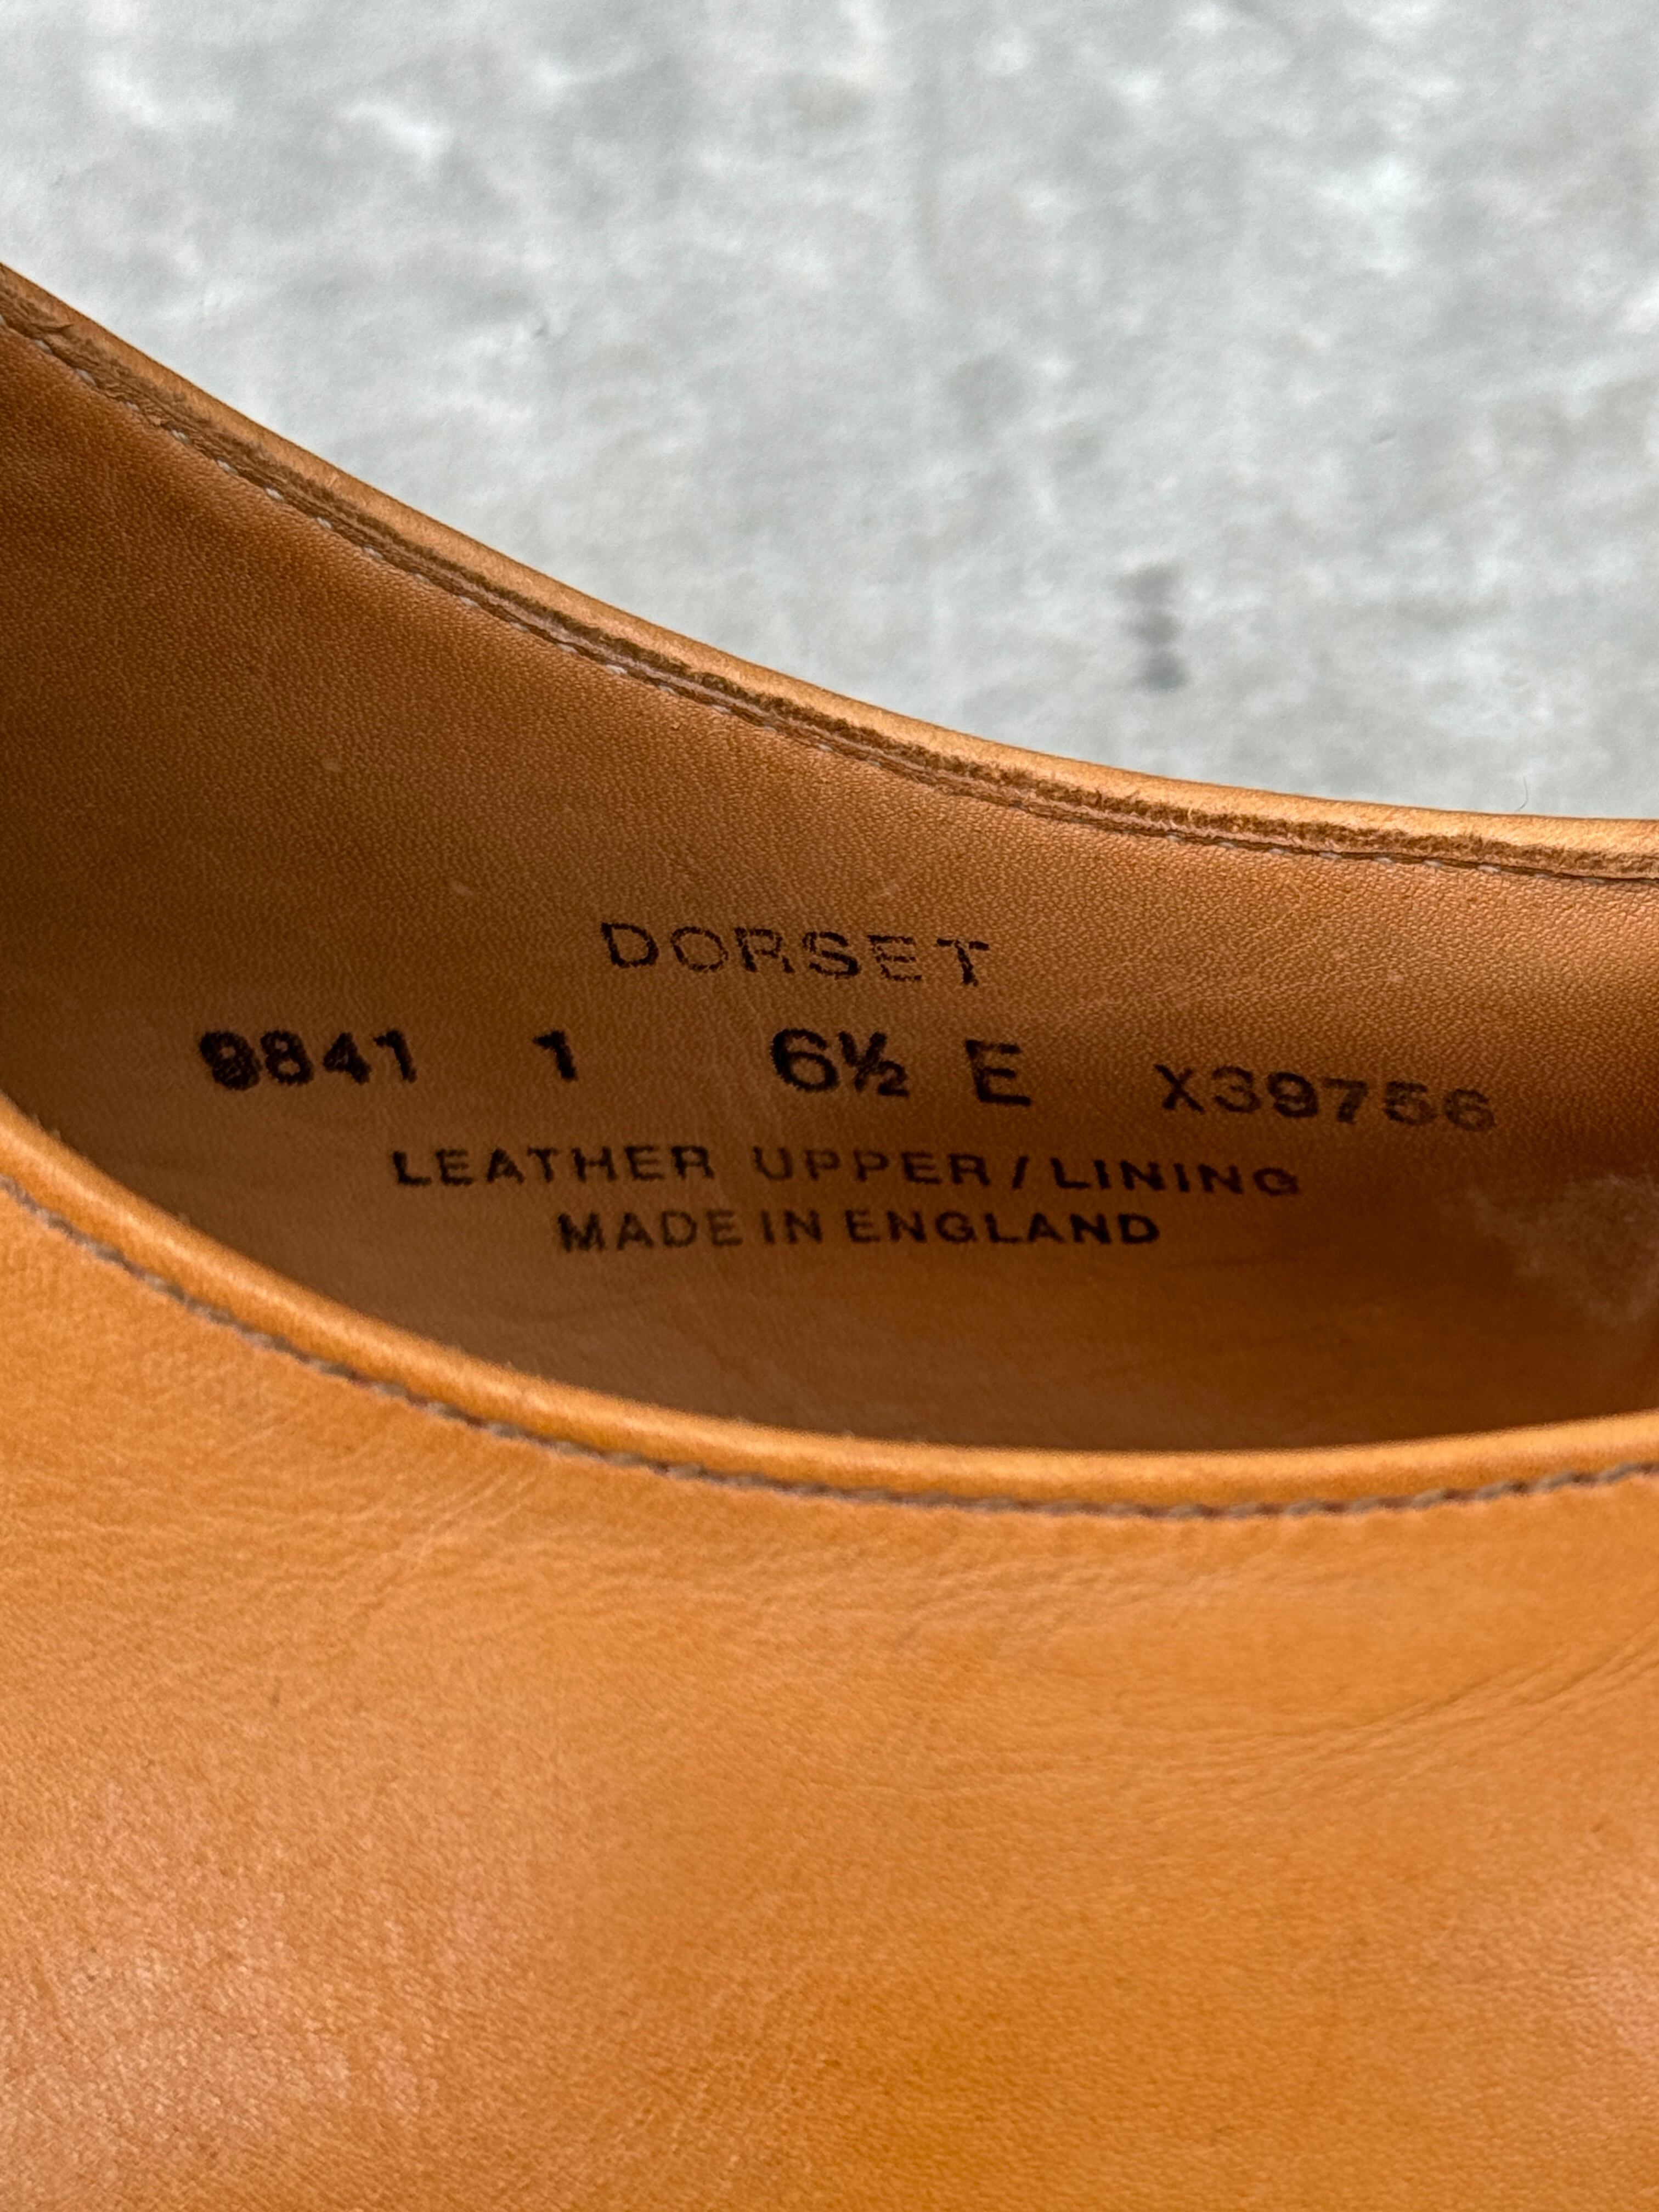 DORSET
9841 1 6½ E X39756
LEATHER UPPER/LINING
MADE IN ENGLAND